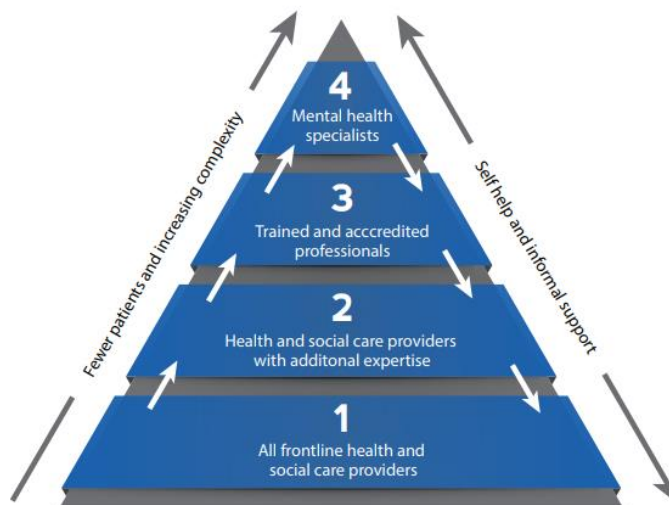 4
Mental health
specialists
3
Trained and acccredited
professionals
2
Health and social care providers
with additonal expertise
1
All frontline health and
social care providers
Fewer patients and increasing complexity
Self help and informal support